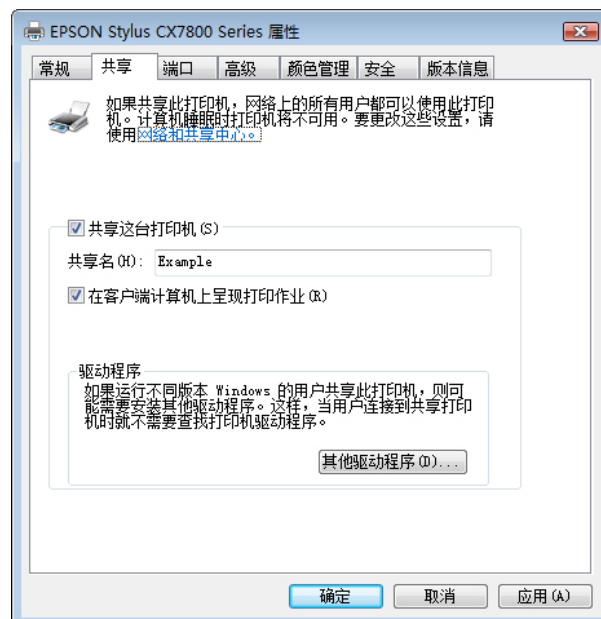 EPSON Stylus CX7800 Series 属性
常规 共享 端口 高级 颜色管理 安全 版本信息
如果共享此打印机，网络上的所有用户都可以使用此打印
机。计算机睡眠时打印机将不可用。要更改这些设置，请
使用网络和共享中心。
共享这台打印机(S)
共享名(H): Example
在客户端计算机上呈现打印作业(R)
驱动程序
如果运行不同版本 Windows 的用户共享此打印机，则可
能需要安装其他驱动程序。这样，当用户连接到共享打印
机时就不需要查找打印机驱动程序。
其他驱动程序(D)...
确定 取消 应用(A)